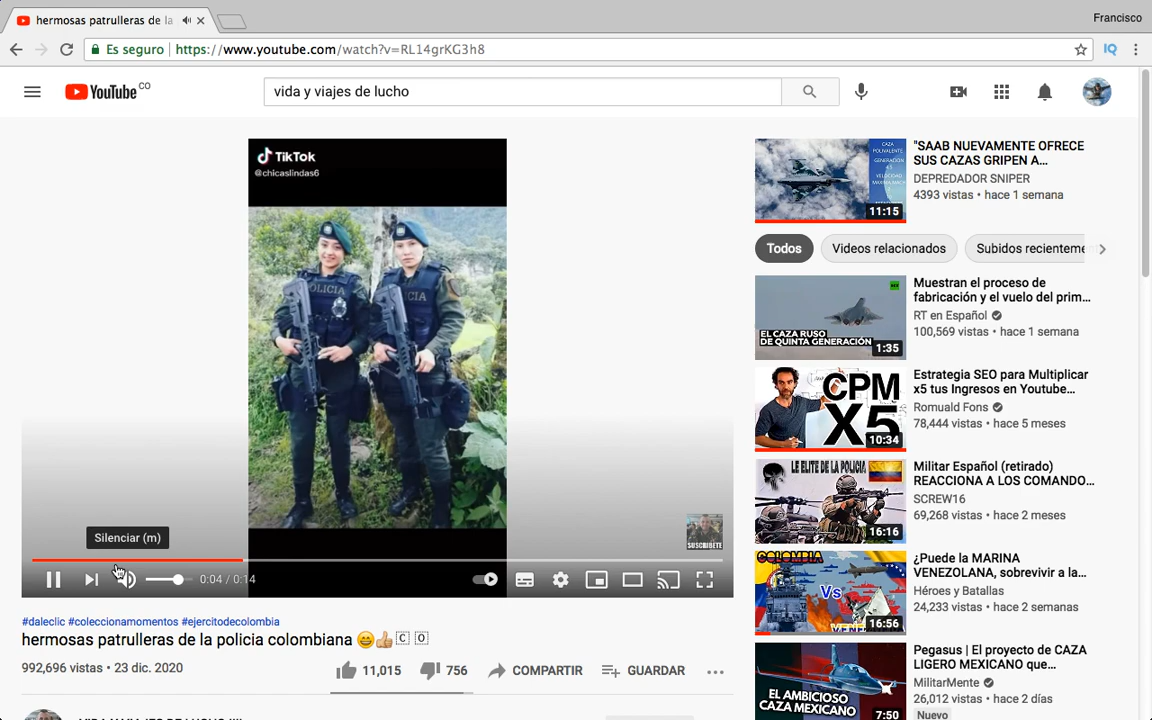 hermosas patrulleras de la
Francisco
Es seguro
https://www.youtube.com/watch?v=RL14grKG3h8
IQ
YouTube CO
vida y viajes de lucho
TikTok
@chicaslindas6
POLICIA
CIA
SUSCRIBETE
Silenciar (m)
0:04 / 0:14
#daleclic #coleccionamomentos #ejercitodecolombia
hermosas patrulleras de la policia colombiana 😄👍🏼🇨 🇴
992,696 vistas • 23 dic. 2020
11,015
756
COMPARTIR
GUARDAR
CAZA
POLIVALENTE
GENERACION
4.5
VELOCIDAD
11:15
"SAAB NUEVAMENTE OFRECE
SUS CAZAS GRIPEN A...
DEPREDADOR SNIPER
4393 vistas • hace 1 semana
Todos
Videos relacionados
Subidos recienteme
EL CAZA RUSO
DE QUINTA GENERACIÓN
1:35
Muestran el proceso de
fabricación y el vuelo del prim...
RT en Español
100,569 vistas • hace 1 semana
CPM
X5
10:34
Estrategia SEO para Multiplicar
x5 tus Ingresos en Youtube...
Romuald Fons
78,444 vistas • hace 5 meses
LE ELITE DE LA POLICIA
16:16
Militar Español (retirado)
REACCIONA A LOS COMANDO...
SCREW16
69,268 vistas • hace 2 meses
COLOMBIA
Vs
16:56
¿Puede la MARINA
VENEZOLANA, sobrevivir a la...
Héroes y Batallas
24,233 vistas • hace 2 semanas
EL AMBICIOSO
CAZA MEXICANO
7:50
Pegasus | El proyecto de CAZA
LIGERO MEXICANO que...
MilitarMente
26,012 vistas • hace 2 días
Nuevo